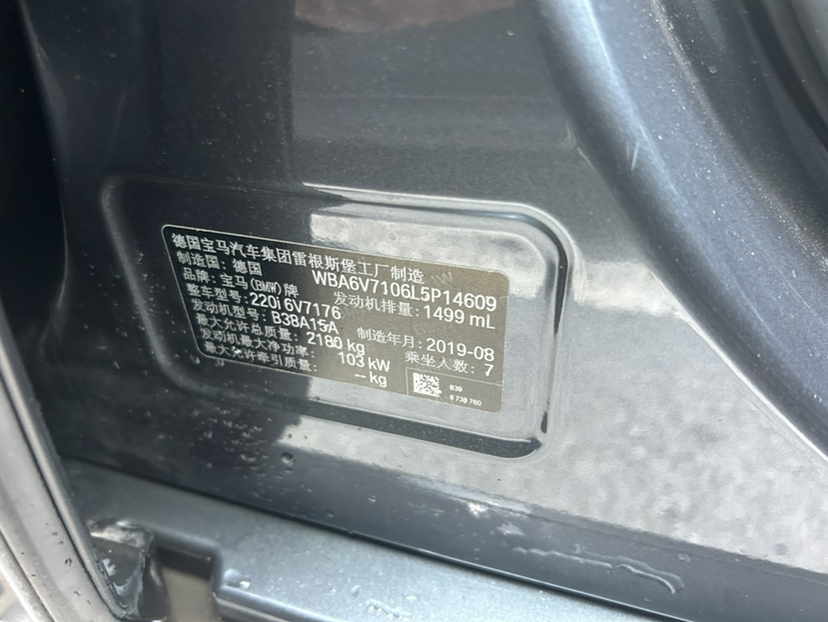 德国宝马汽车集团雷根斯堡工厂制造
制造国：德国 WBA6V7106L5P14609
品牌：宝马(BMW)牌
整车型号：220i 6V7176 发动机排量：1499 mL
发动机型号：B38A15A
最大允许总质量：2180 kg 制造年月：2019-08
发动机最大净功率：103 kW 乘坐人数：7
最大允许牵引质量：-- kg
B39
6 738 760